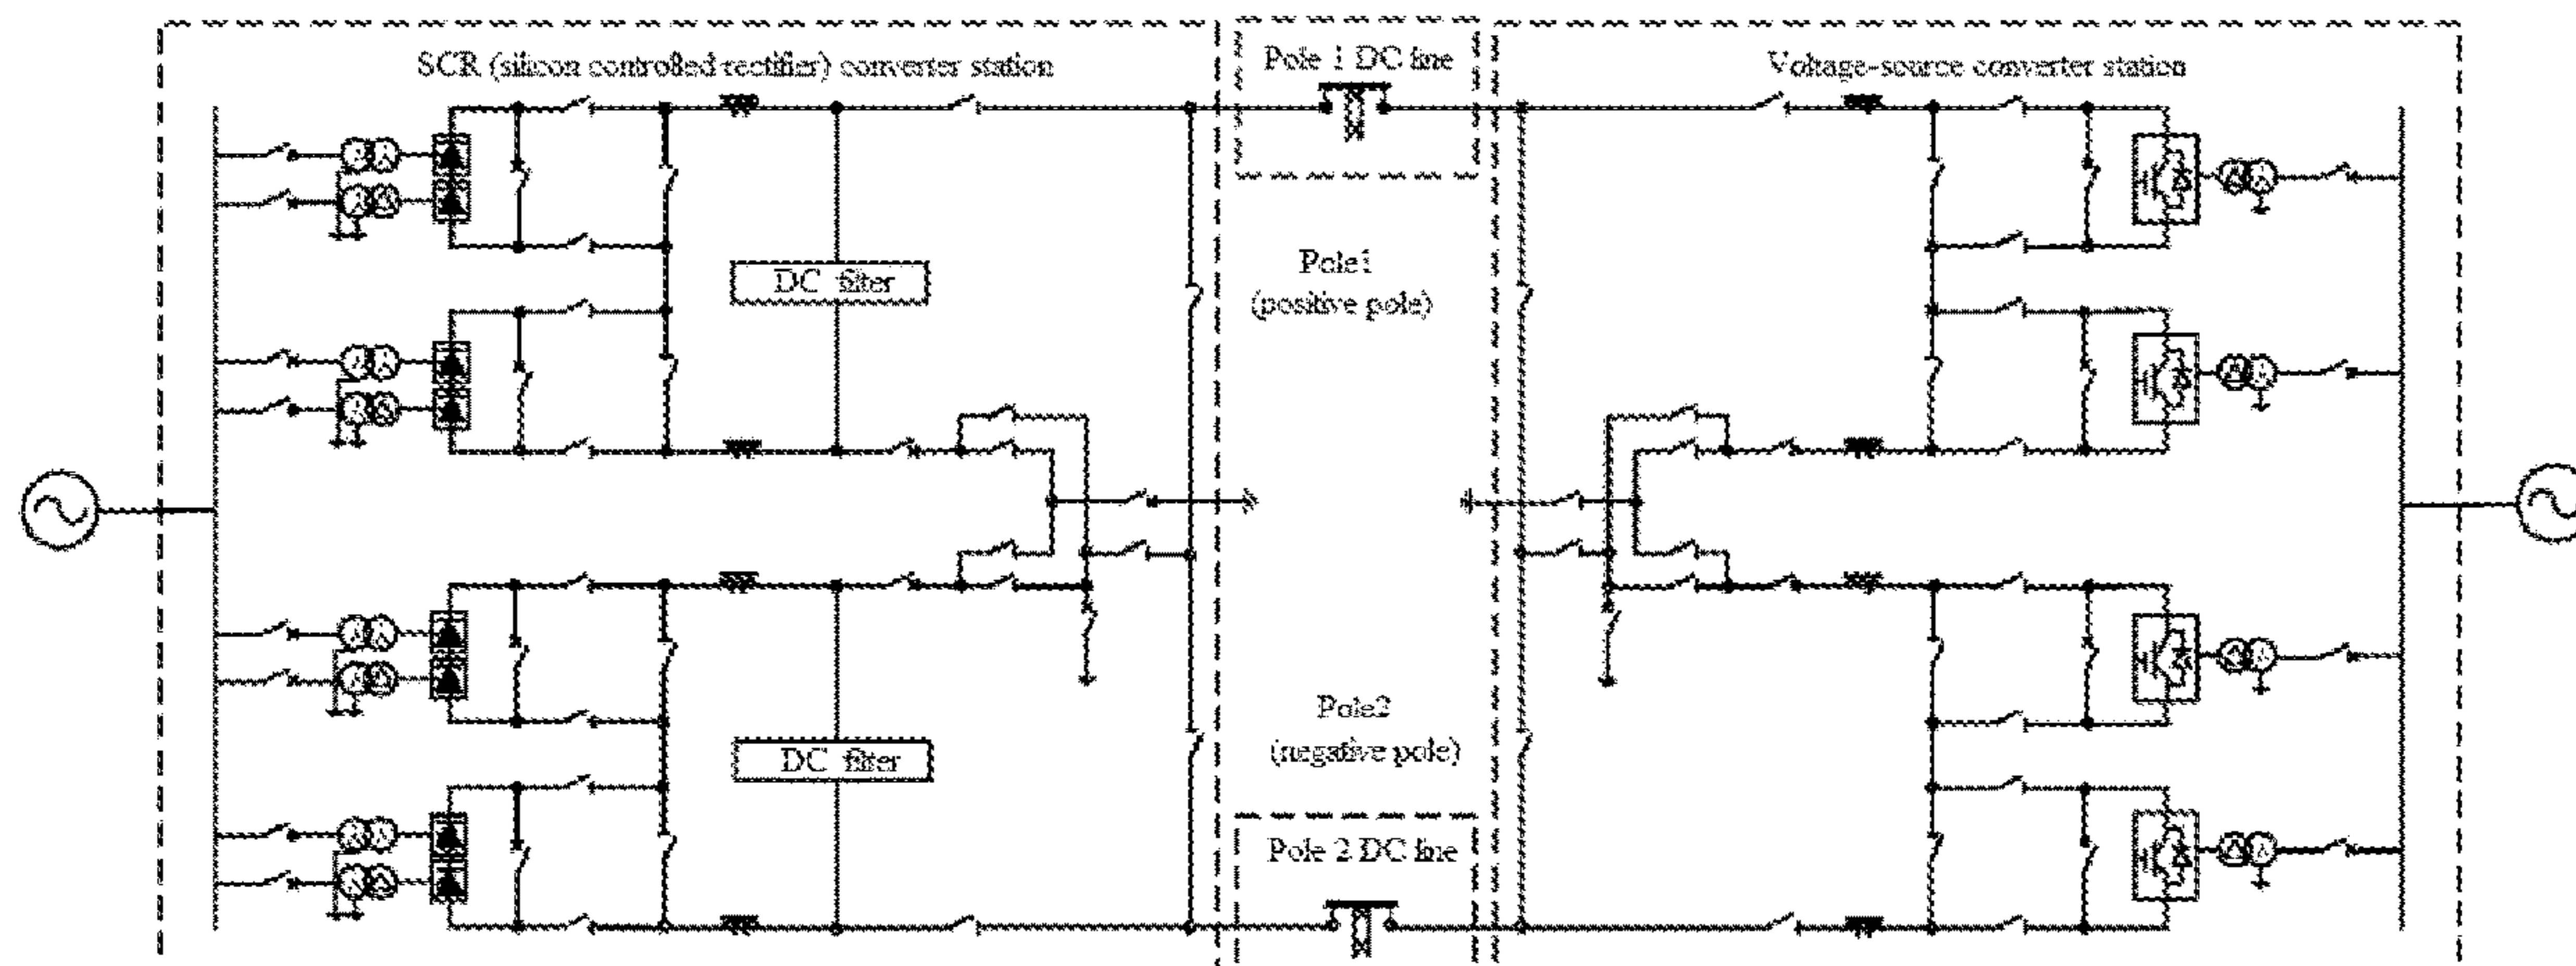 SCR (silicon controlled rectifier) converter station
Pole 1 DC line
Voltage-source converter station
DC filter
Pole1
(positive pole)
Pole2
(negative pole)
DC filter
Pole 2 DC line